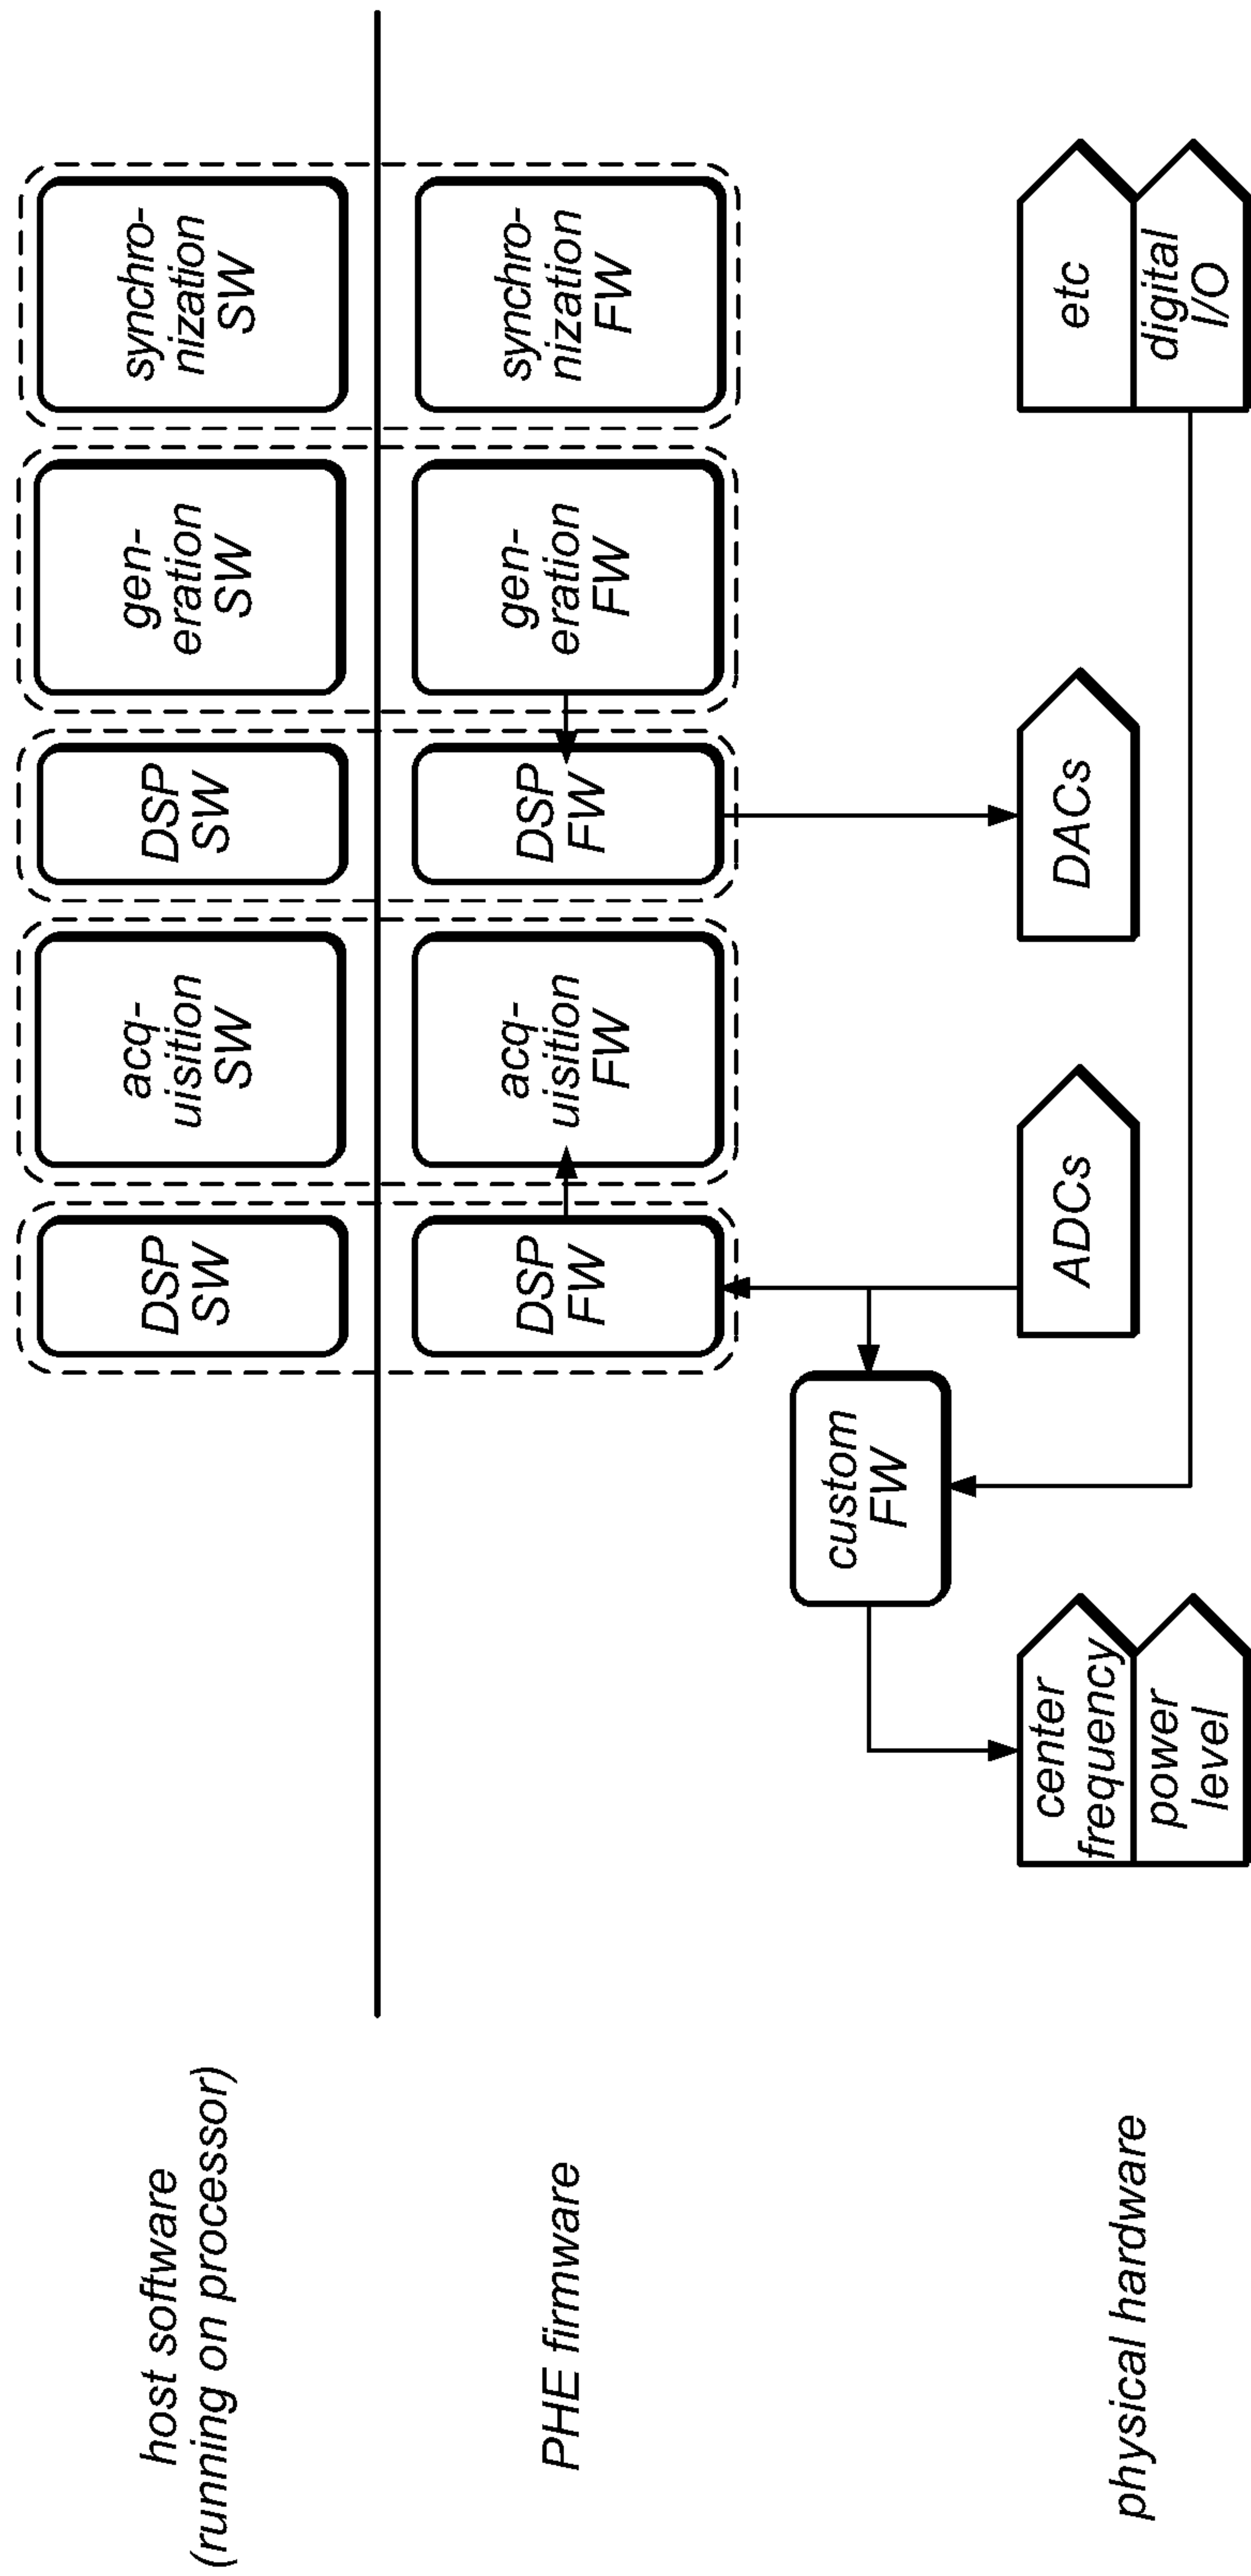 host software
(running on processor)
DSP
SW
acq-
uisition
SW
DSP
SW
gen-
eration
SW
synchro-
nization
SW
PHE firmware
DSP
FW
acq-
uisition
FW
DSP
FW
gen-
eration
FW
synchro-
nization
FW
custom
FW
physical hardware
center
frequency
power
level
ADCs
DACs
etc
digital
I/O